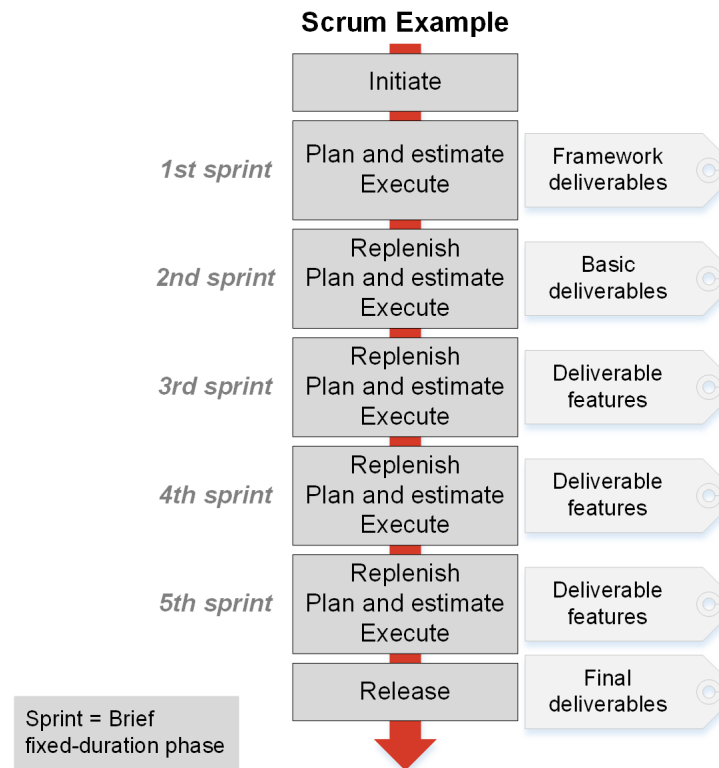 Scrum Example
Initiate
1st sprint
Plan and estimate
Execute
Framework
deliverables
2nd sprint
Replenish
Plan and estimate
Execute
Basic
deliverables
3rd sprint
Replenish
Plan and estimate
Execute
Deliverable
features
4th sprint
Replenish
Plan and estimate
Execute
Deliverable
features
5th sprint
Replenish
Plan and estimate
Execute
Deliverable
features
Release
Final
deliverables
Sprint = Brief
fixed-duration phase